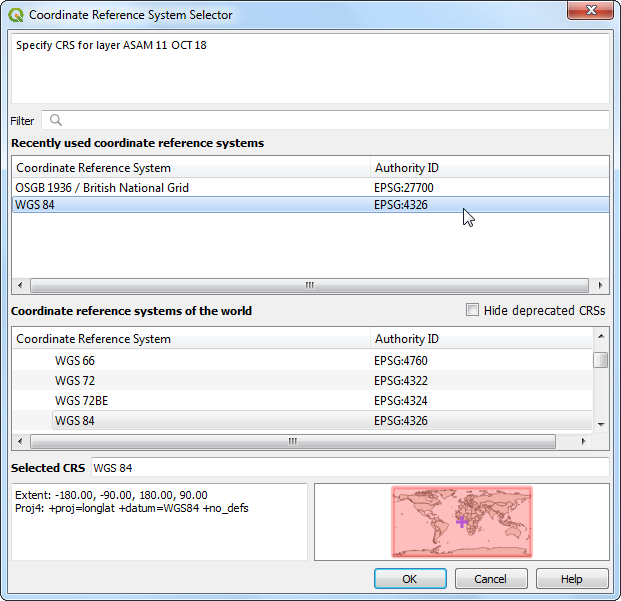 Coordinate Reference System Selector
Specify CRS for layer ASAM 11 OCT 18
Filter
Recently used coordinate reference systems
Coordinate Reference System Authority ID
OSGB 1936 / British National Grid EPSG:27700
WGS 84 EPSG:4326
Coordinate reference systems of the world Hide deprecated CRSs
Coordinate Reference System Authority ID
WGS 66 EPSG:4760
WGS 72 EPSG:4322
WGS 72BE EPSG:4324
WGS 84 EPSG:4326
Selected CRS WGS 84
Extent: -180.00, -90.00, 180.00, 90.00
Proj4: +proj=longlat +datum=WGS84 +no_defs
OK Cancel Help